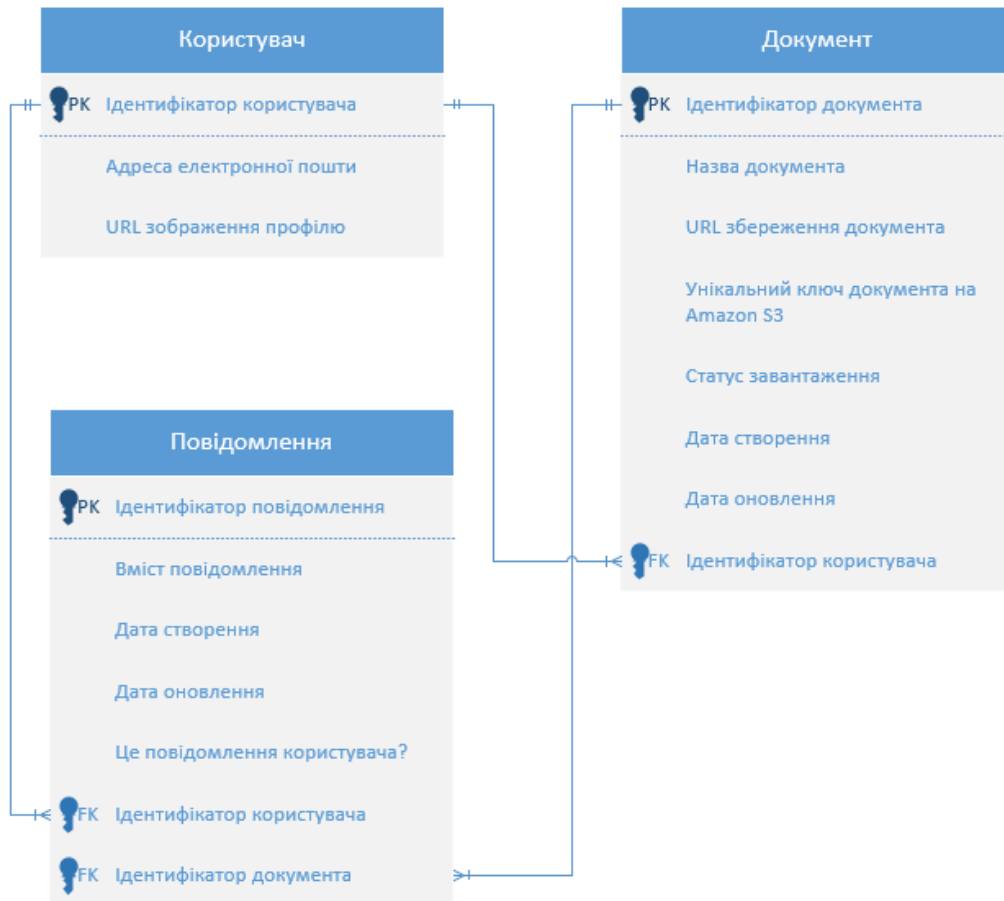 Користувач
PK Ідентифікатор користувача
Адреса електронної пошти
URL зображення профілю
Документ
PK Ідентифікатор документа
Назва документа
URL збереження документа
Унікальний ключ документа на
Amazon S3
Статус завантаження
Дата створення
Дата оновлення
FK Ідентифікатор користувача
Повідомлення
PK Ідентифікатор повідомлення
Вміст повідомлення
Дата створення
Дата оновлення
Це повідомлення користувача?
FK Ідентифікатор користувача
FK Ідентифікатор документа